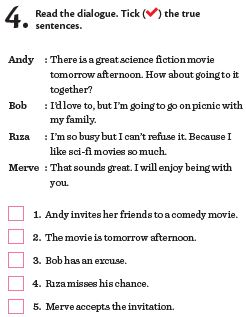 4. Read the dialogue. Tick (✓) the true
sentences.
Andy : There is a great science fiction movie
tomorrow afternoon. How about going to it
together?
Bob : I'd love to, but I'm going to go on picnic with
my family.
Rıza : I'm so busy but I can't refuse it. Because I
like sci-fi movies so much.
Merve : That sounds great. I will enjoy being with
you.
1. Andy invites her friends to a comedy movie.
2. The movie is tomorrow afternoon.
3. Bob has an excuse.
4. Rıza misses his chance.
5. Merve accepts the invitation.